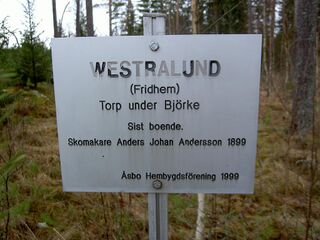 WESTRALUND
(Fridhem)
Torp under Björke
Sist boende.
Skomakare Anders Johan Andersson 1899
Åsbo Hembygdsförening 1999